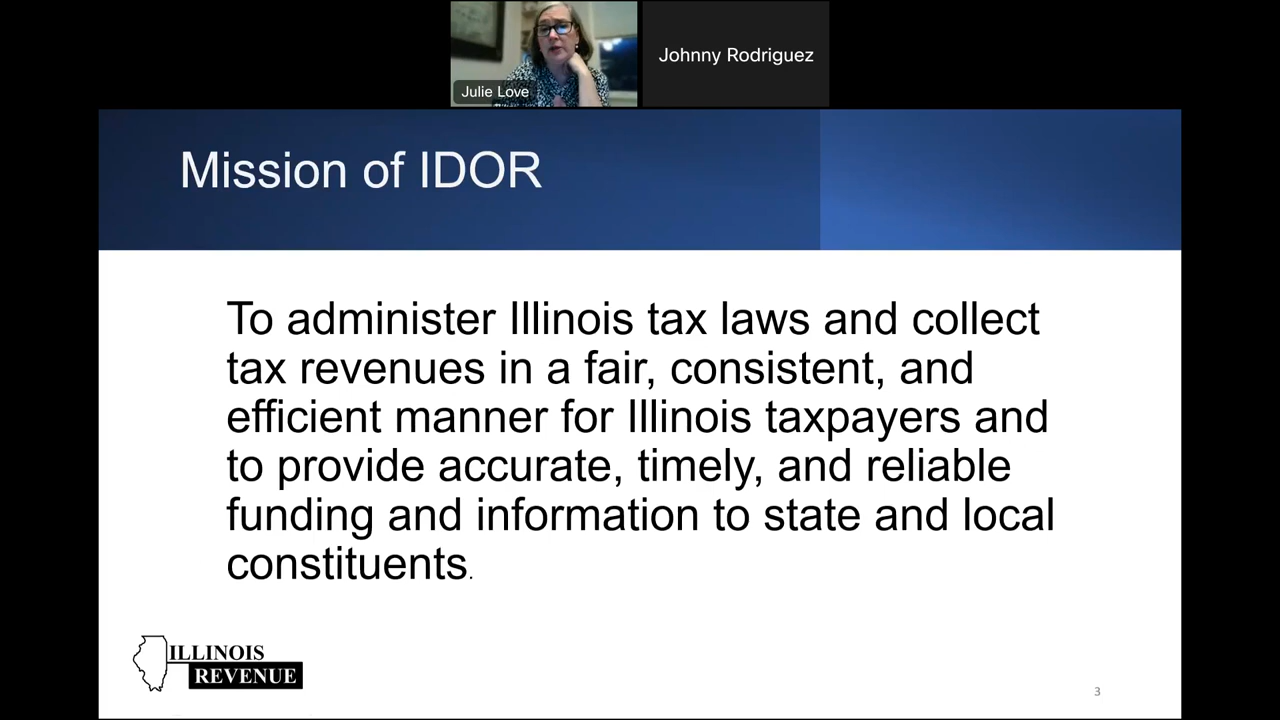 Julie Love
Johnny Rodriguez
Mission of IDOR
To administer Illinois tax laws and collect
tax revenues in a fair, consistent, and
efficient manner for Illinois taxpayers and
to provide accurate, timely, and reliable
funding and information to state and local
constituents.
ILLINOIS
REVENUE
3